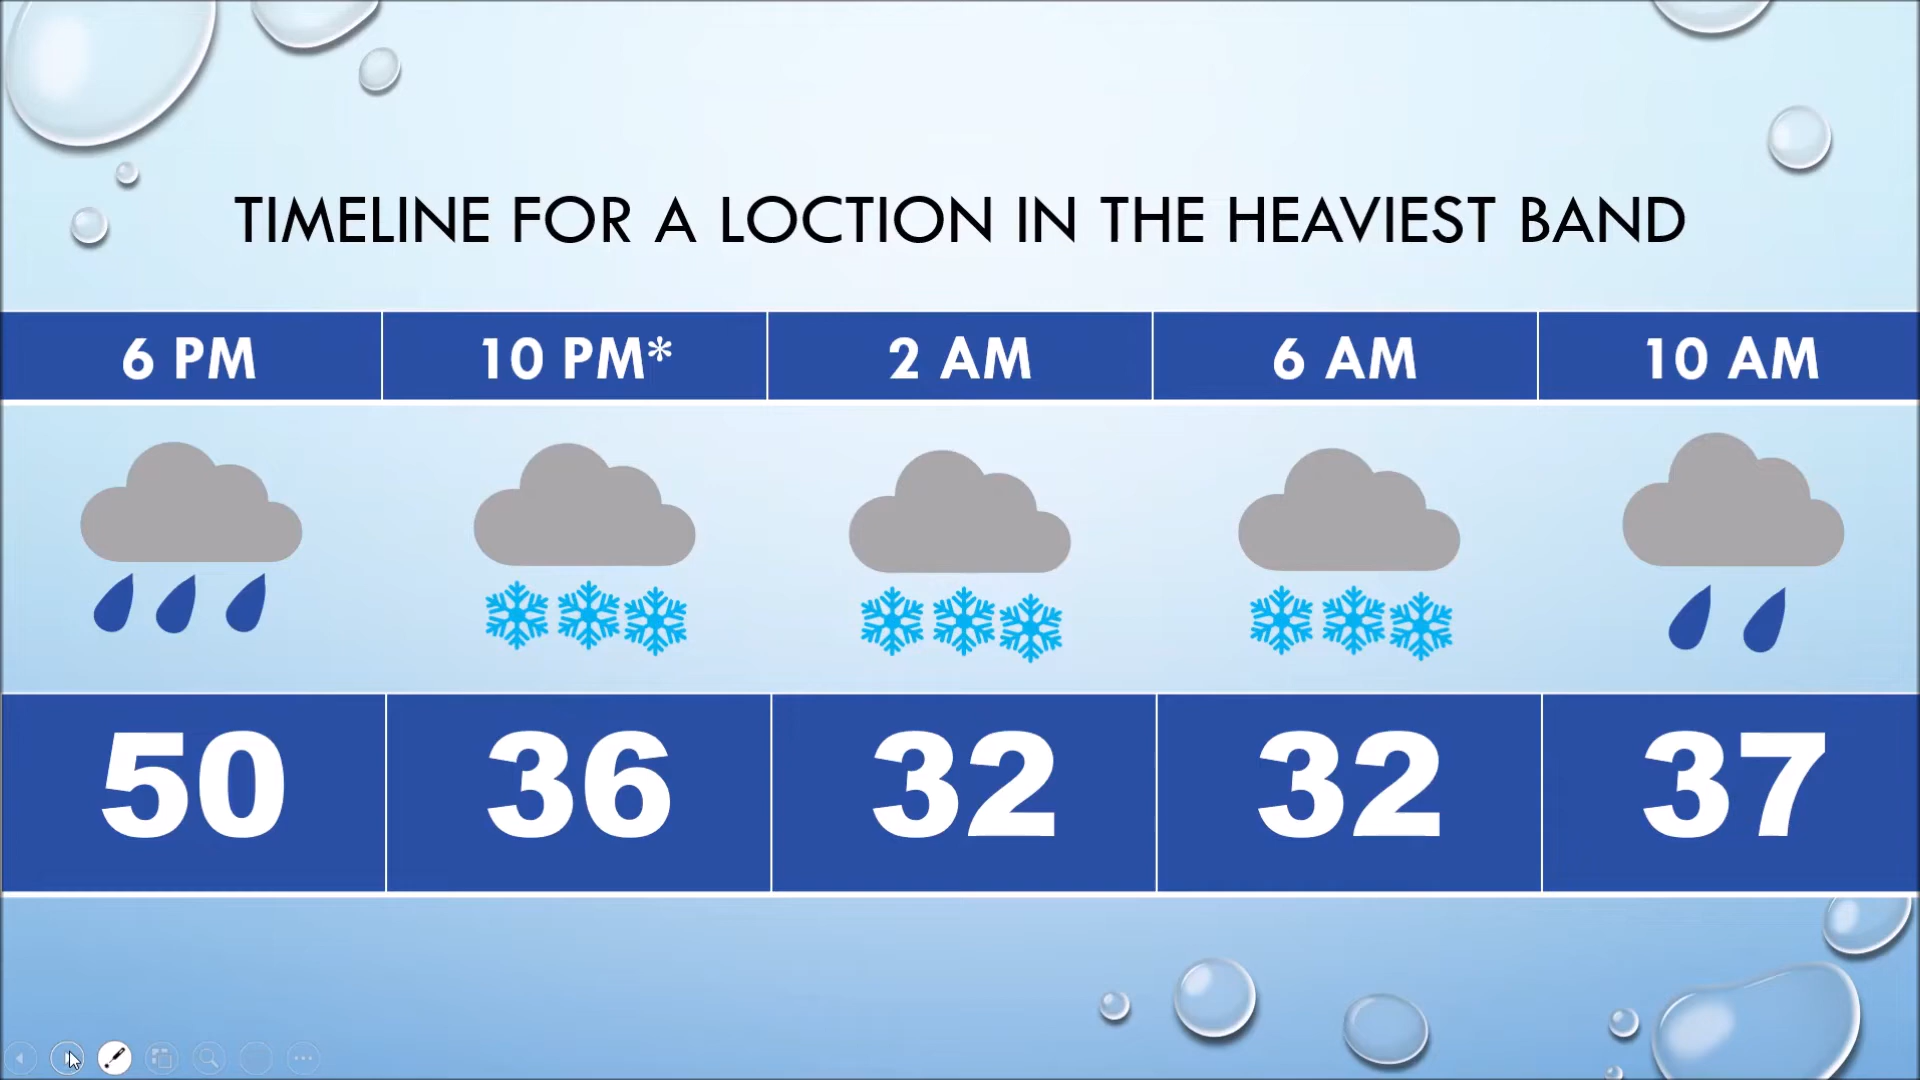 TIMELINE FOR A LOCTION IN THE HEAVIEST BAND
6 PM 10 PM* 2 AM 6 AM 10 AM
50 36 32 32 37